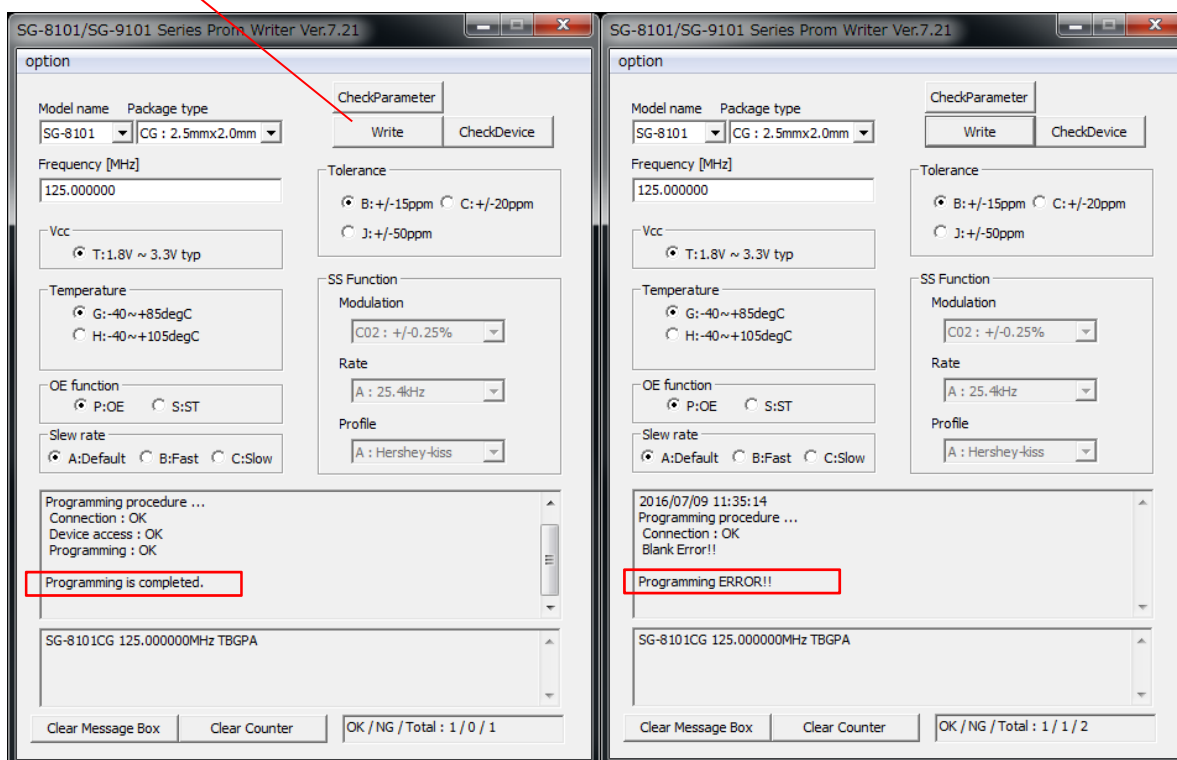 SG-8101/SG-9101 Series Prom Writer Ver.7.21
option
Model name Package type
CheckParameter
SG-8101 CG : 2.5mmx2.0mm
Write CheckDevice
Frequency [MHz]
125.000000
Tolerance
B:+/-15ppm C:+/-20ppm
J:+/-50ppm
Vcc
T:1.8V ~ 3.3V typ
Temperature
G:-40~+85degC
H:-40~+105degC
SS Function
Modulation
C02 : +/-0.25%
Rate
A : 25.4kHz
Profile
A : Hershey-kiss
OE function
P:OE S:ST
Slew rate
A:Default B:Fast C:Slow
Programming procedure ...
Connection : OK
Device access : OK
Programming : OK
Programming is completed.
SG-8101CG 125.000000MHz TBGPA
Clear Message Box Clear Counter OK / NG / Total : 1 / 0 / 1
SG-8101/SG-9101 Series Prom Writer Ver.7.21
option
Model name Package type
CheckParameter
SG-8101 CG : 2.5mmx2.0mm
Write CheckDevice
Frequency [MHz]
125.000000
Tolerance
B:+/-15ppm C:+/-20ppm
J:+/-50ppm
Vcc
T:1.8V ~ 3.3V typ
Temperature
G:-40~+85degC
H:-40~+105degC
SS Function
Modulation
C02 : +/-0.25%
Rate
A : 25.4kHz
Profile
A : Hershey-kiss
OE function
P:OE S:ST
Slew rate
A:Default B:Fast C:Slow
2016/07/09 11:35:14
Programming procedure ...
Connection : OK
Blank Error!!
Programming ERROR!!
SG-8101CG 125.000000MHz TBGPA
Clear Message Box Clear Counter OK / NG / Total : 1 / 1 / 2